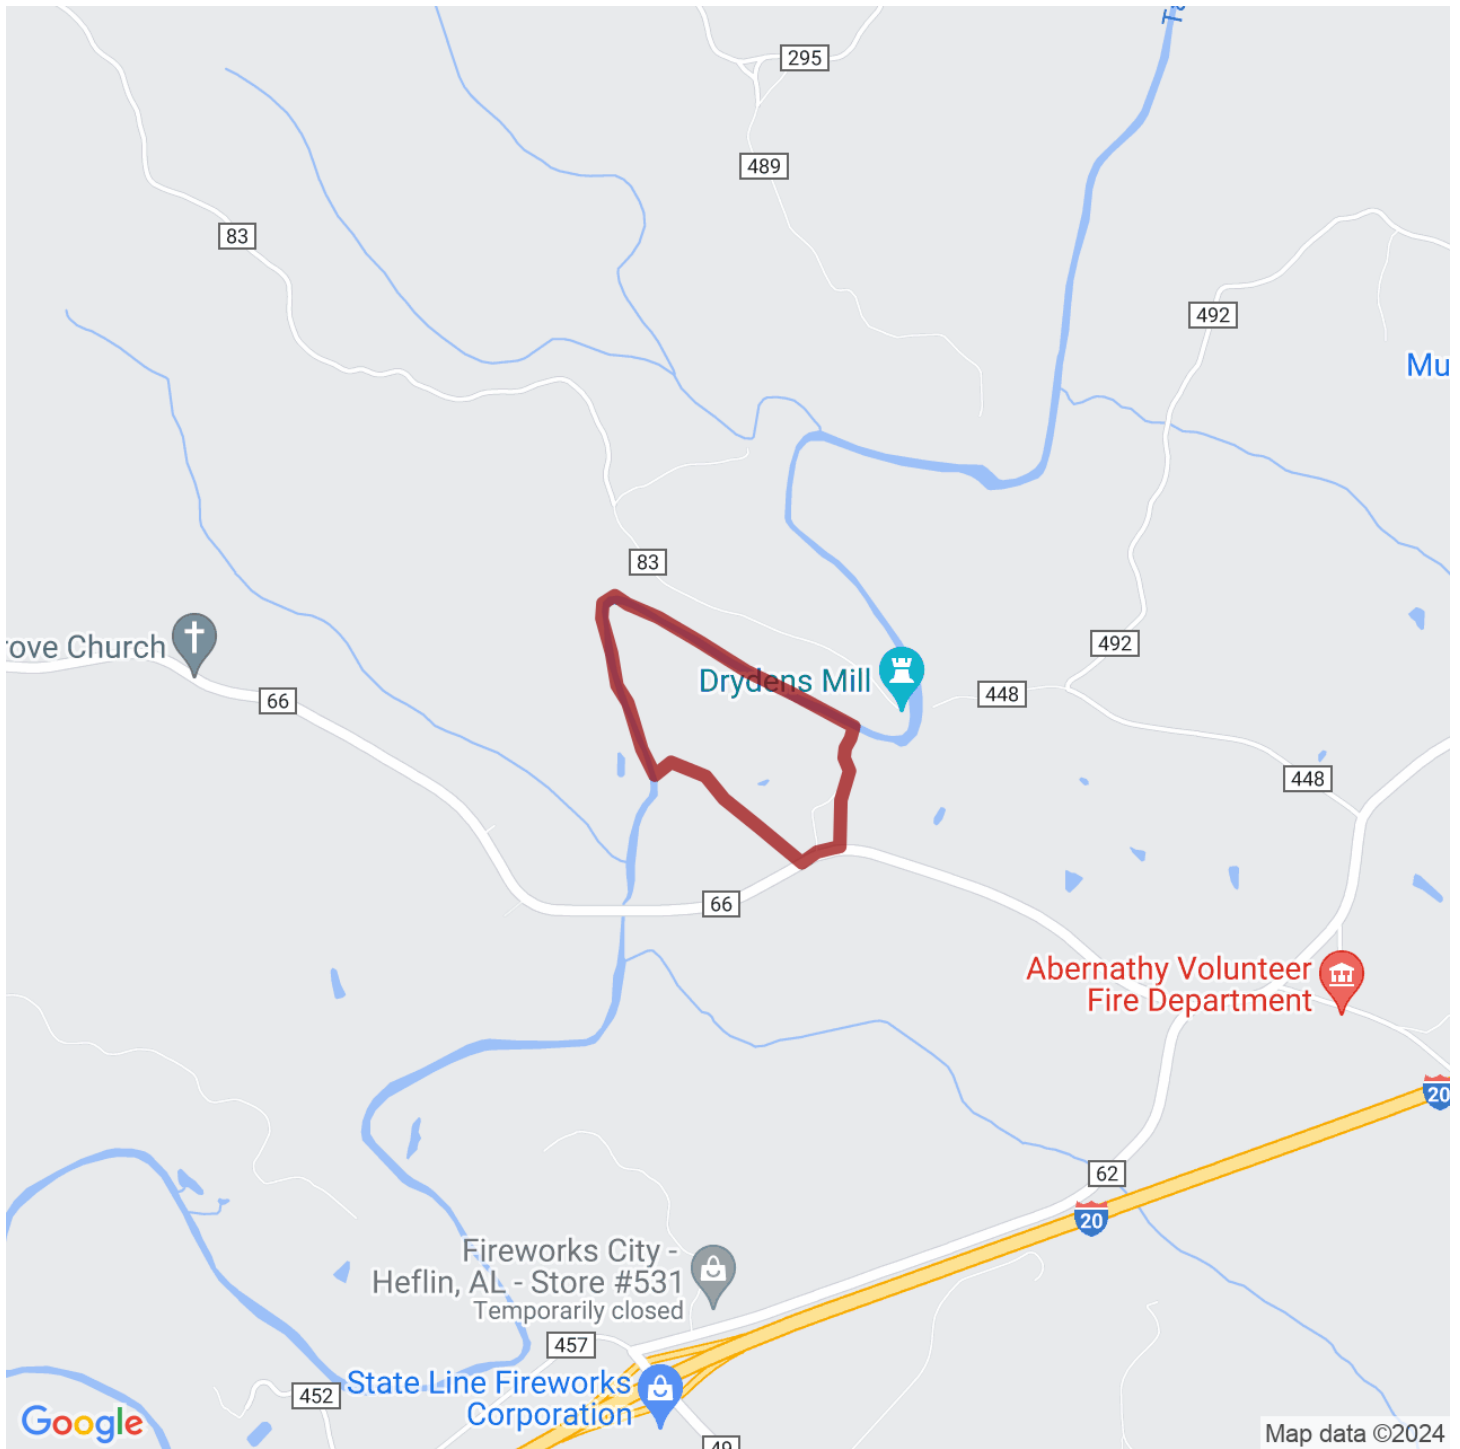 295
489
83
492
Mu
83
492
rove Church
66
Drydens Mill
448
448
66
Abernathy Volunteer
Fire Department
20
62
20
Fireworks City -
Heflin, AL - Store #531
Temporarily closed
457
State Line Fireworks
Corporation
452
49
Google
Map data ©2024